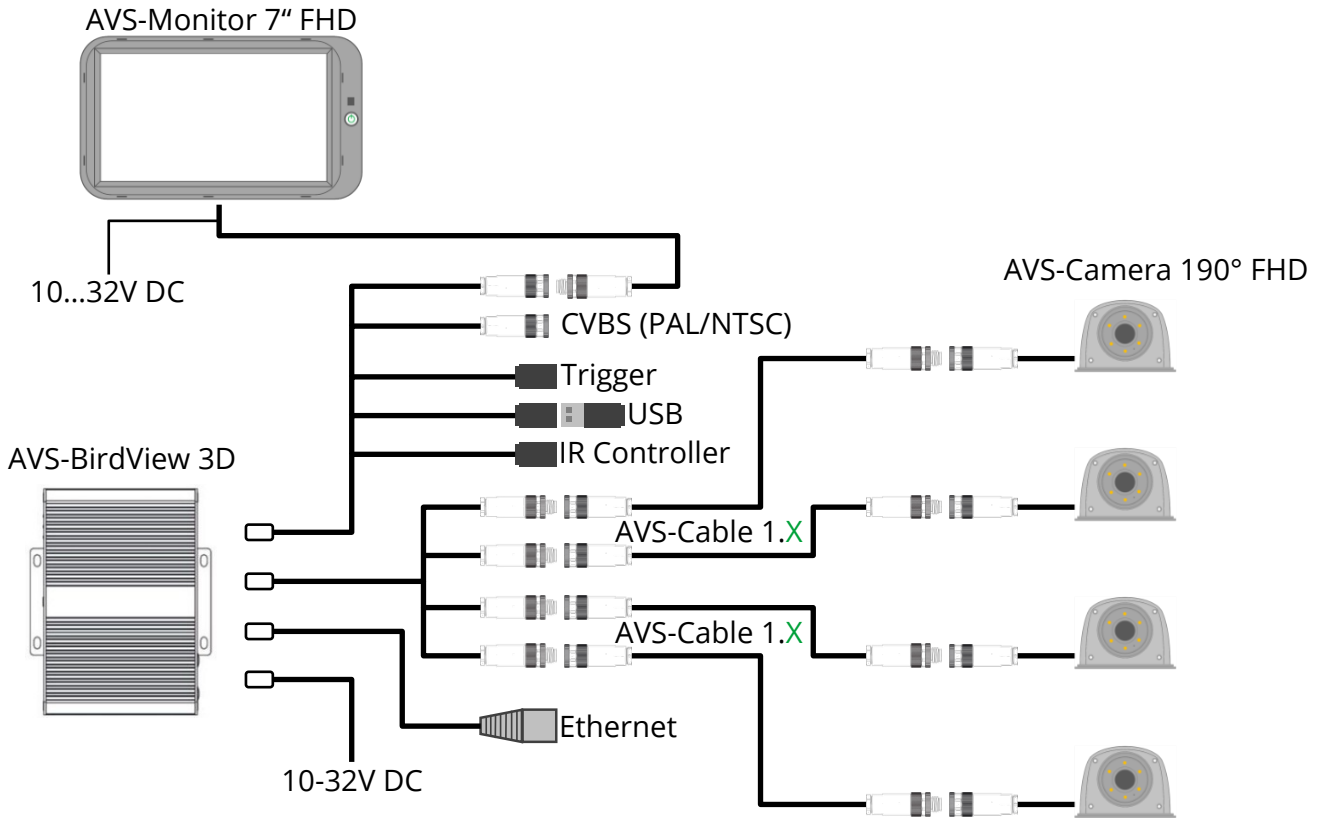 AVS-Monitor 7“ FHD
10...32V DC
AVS-Camera 190° FHD
CVBS (PAL/NTSC)
Trigger
USB
IR Controller
AVS-BirdView 3D
AVS-Cable 1.X
AVS-Cable 1.X
Ethernet
10-32V DC